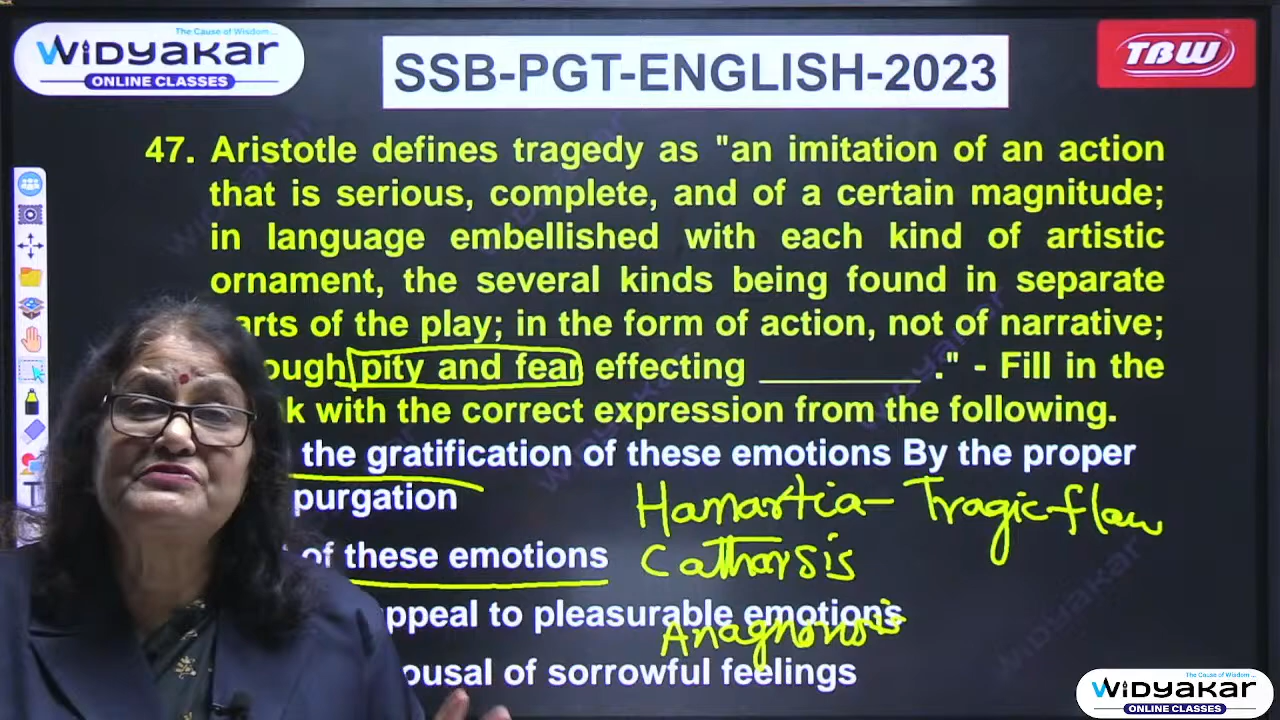 The Cause of Wisdom...
WIDYAKAR
ONLINE CLASSES
SSB-PGT-ENGLISH-2023
TBW
47. Aristotle defines tragedy as "an imitation of an action
that is serious, complete, and of a certain magnitude;
in language embellished with each kind of artistic
ornament, the several kinds being found in separate
arts of the play; in the form of action, not of narrative;
ough pity and fear effecting ________ ." - Fill in the
k with the correct expression from the following.
the gratification of these emotions By the proper
purgation
Hamartia - Tragic flaw
of these emotions
Catharsis
ppeal to pleasurable emotions
Anagnorosis
ousal of sorrowful feelings
The Cause of Wisdom...
WIDYAKAR
ONLINE CLASSES